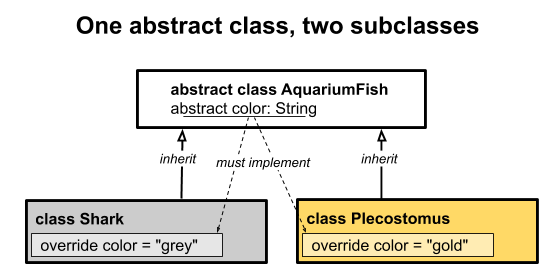 One abstract class, two subclasses
abstract class AquariumFish
abstract color: String
inherit
must implement
inherit
class Shark
override color = "grey"
class Plecostomus
override color = "gold"